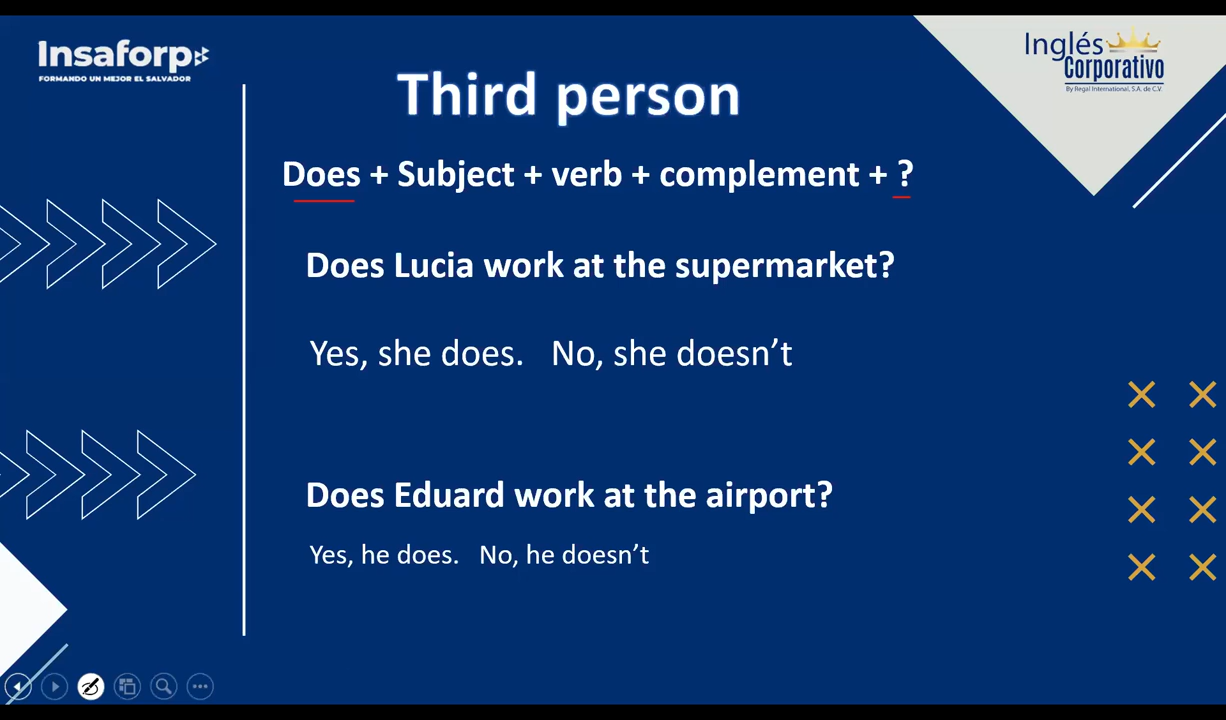 Insaforp
FORMANDO UN MEJOR EL SALVADOR
Inglés
Corporativo
By Regal International, S.A. de C.V.
Third person
Does + Subject + verb + complement + ?
Does Lucia work at the supermarket?
Yes, she does. No, she doesn’t
Does Eduard work at the airport?
Yes, he does. No, he doesn’t